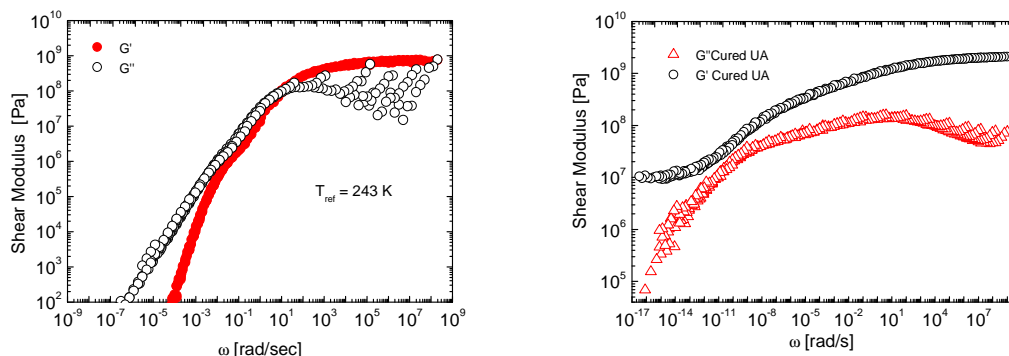 10^10
10^9
10^8
10^7
10^6
10^5
10^4
10^3
10^2
Shear Modulus [Pa]
G'
G''
T_ref = 243 K
10^-9 10^-7 10^-5 10^-3 10^-1 10^1 10^3 10^5 10^7 10^9
ω [rad/sec]
10^10
10^9
10^8
10^7
10^6
10^5
Shear Modulus [Pa]
G''Cured UA
G' Cured UA
10^-17 10^-14 10^-11 10^-8 10^-5 10^-2 10^1 10^4 10^7
ω [rad/s]